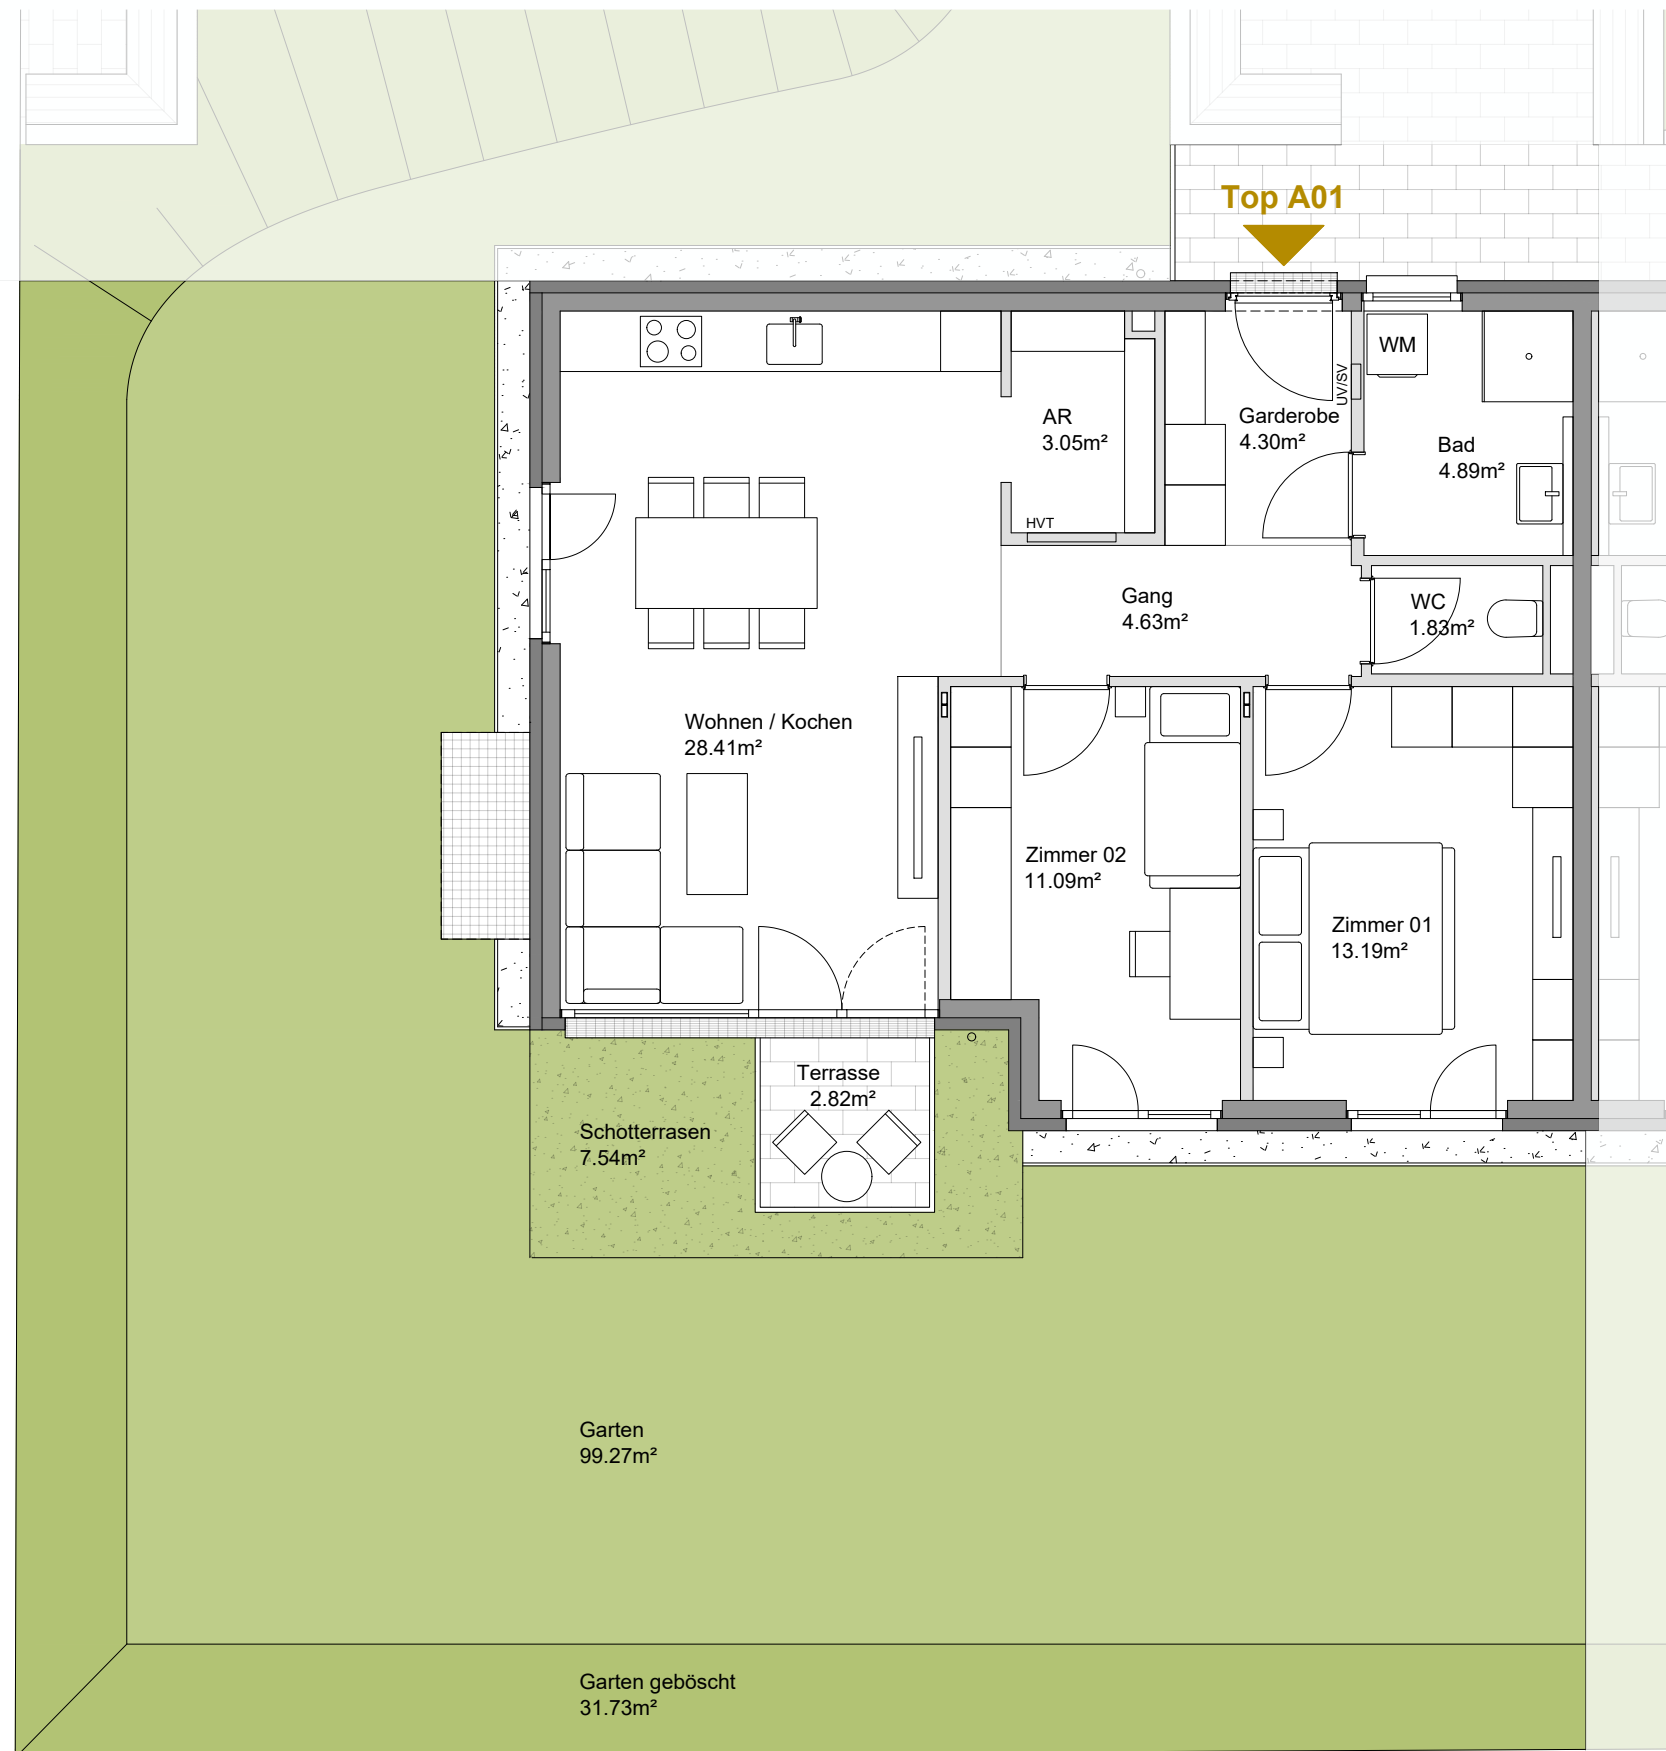 Top A01
WM
UV/SV
AR
3.05m²
Garderobe
4.30m²
Bad
4.89m²
HVT
Gang
4.63m²
WC
1.83m²
Wohnen / Kochen
28.41m²
Zimmer 02
11.09m²
Zimmer 01
13.19m²
Terrasse
2.82m²
Schotterrasen
7.54m²
Garten
99.27m²
Garten geböscht
31.73m²